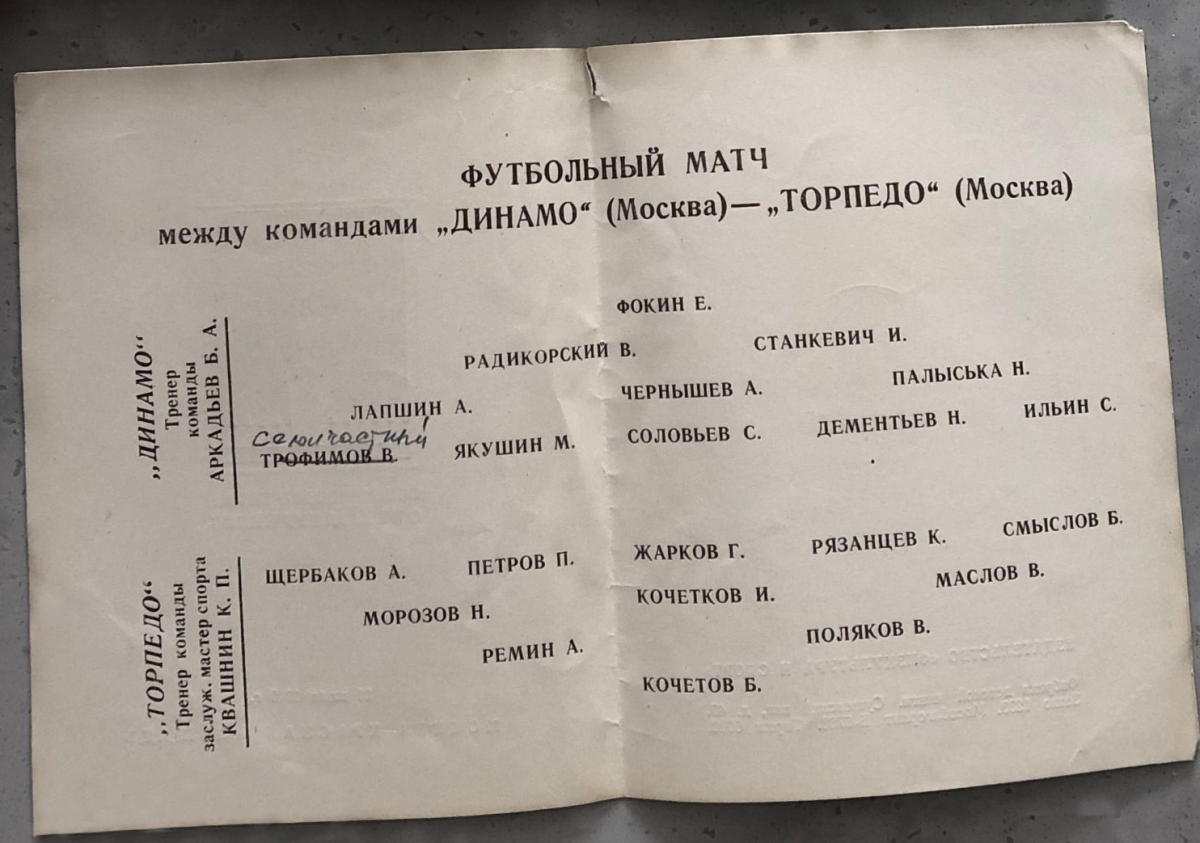 ФУТБОЛЬНЫЙ МАТЧ
между командами „ДИНАМО“ (Москва) — „ТОРПЕДО“ (Москва)
„ДИНАМО“
Тренер
команды
АРКАДЬЕВ Б. А.
ФОКИН Е.
РАДИКОРСКИЙ В. СТАНКЕВИЧ И.
ЛАПШИН А. ЧЕРНЫШЕВ А. ПАЛЫСЬКА Н.
Семичастный
ТРОФИМОВ В. ЯКУШИН М. СОЛОВЬЕВ С. ДЕМЕНТЬЕВ Н. ИЛЬИН С.
„ТОРПЕДО“
Тренер команды
заслуж. мастер спорта
КВАШНИН К. П.
ЩЕРБАКОВ А. ПЕТРОВ П. ЖАРКОВ Г. РЯЗАНЦЕВ К. СМЫСЛОВ Б.
МОРОЗОВ Н. КОЧЕТКОВ И. МАСЛОВ В.
РЕМИН А. ПОЛЯКОВ В.
КОЧЕТОВ Б.